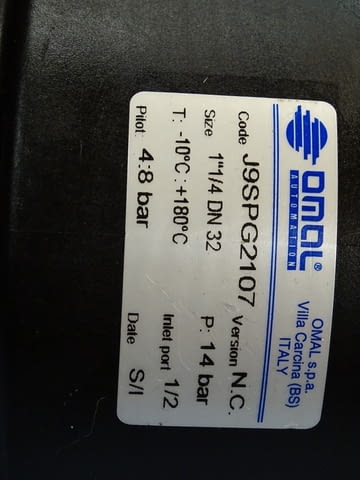 OMAL®
AUTOMATION
OMAL s.p.a.
Villa Carcina (BS)
ITALY
Code J9SPG2107 Version N.C.
Size 1"1/4 DN 32 P: 14 bar
T: -10°C : +180°C Inlet port 1/2
Pilot: 4:8 bar Date S/I